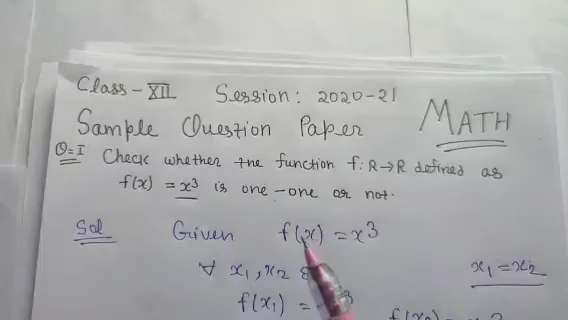 Class-XII Session: 2020-21
Sample Question Paper MATH
Q=1 Check whether the function f: R→R defined as
f(x) = x³ is one-one or not.
Sol Given f(x) = x³
∀ x₁, x₂ x₁ = x₂
f(x₁) =